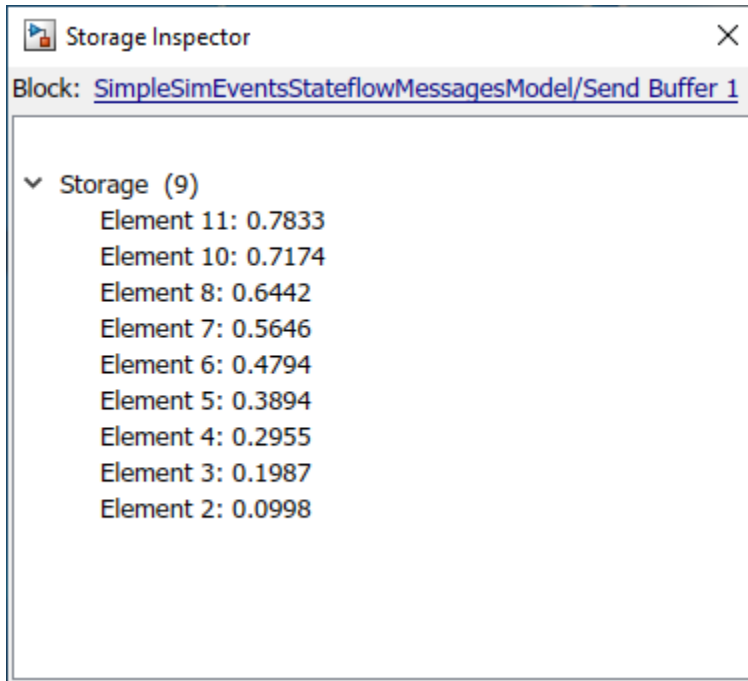 Storage Inspector
Block: SimpleSimEventsStateflowMessagesModel/Send Buffer 1
Storage (9)
Element 11: 0.7833
Element 10: 0.7174
Element 8: 0.6442
Element 7: 0.5646
Element 6: 0.4794
Element 5: 0.3894
Element 4: 0.2955
Element 3: 0.1987
Element 2: 0.0998